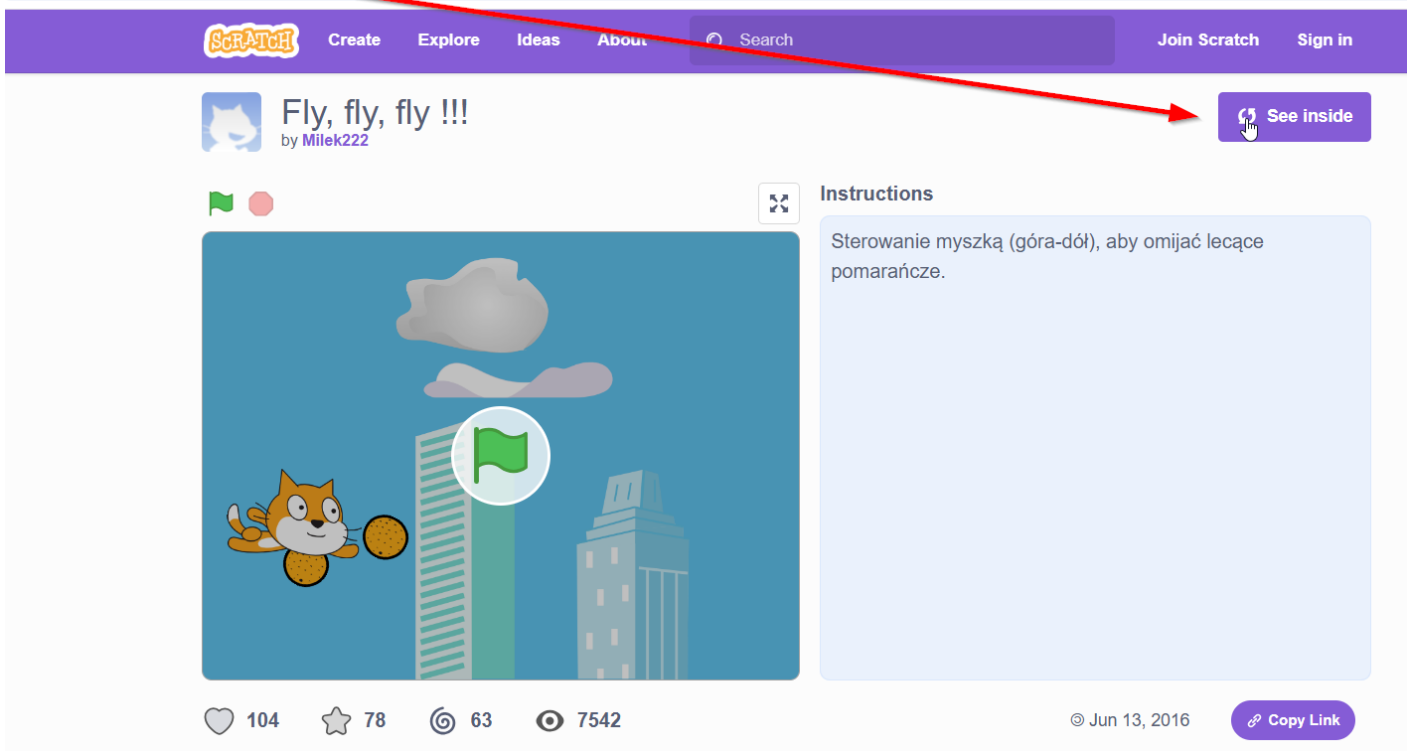 SCRATCH Create Explore Ideas About Search Join Scratch Sign in
Fly, fly, fly !!!
by Milek222
See inside
Instructions
Sterowanie myszką (góra-dół), aby omijać lecące
pomarańcze.
104 78 63 7542
Jun 13, 2016
Copy Link